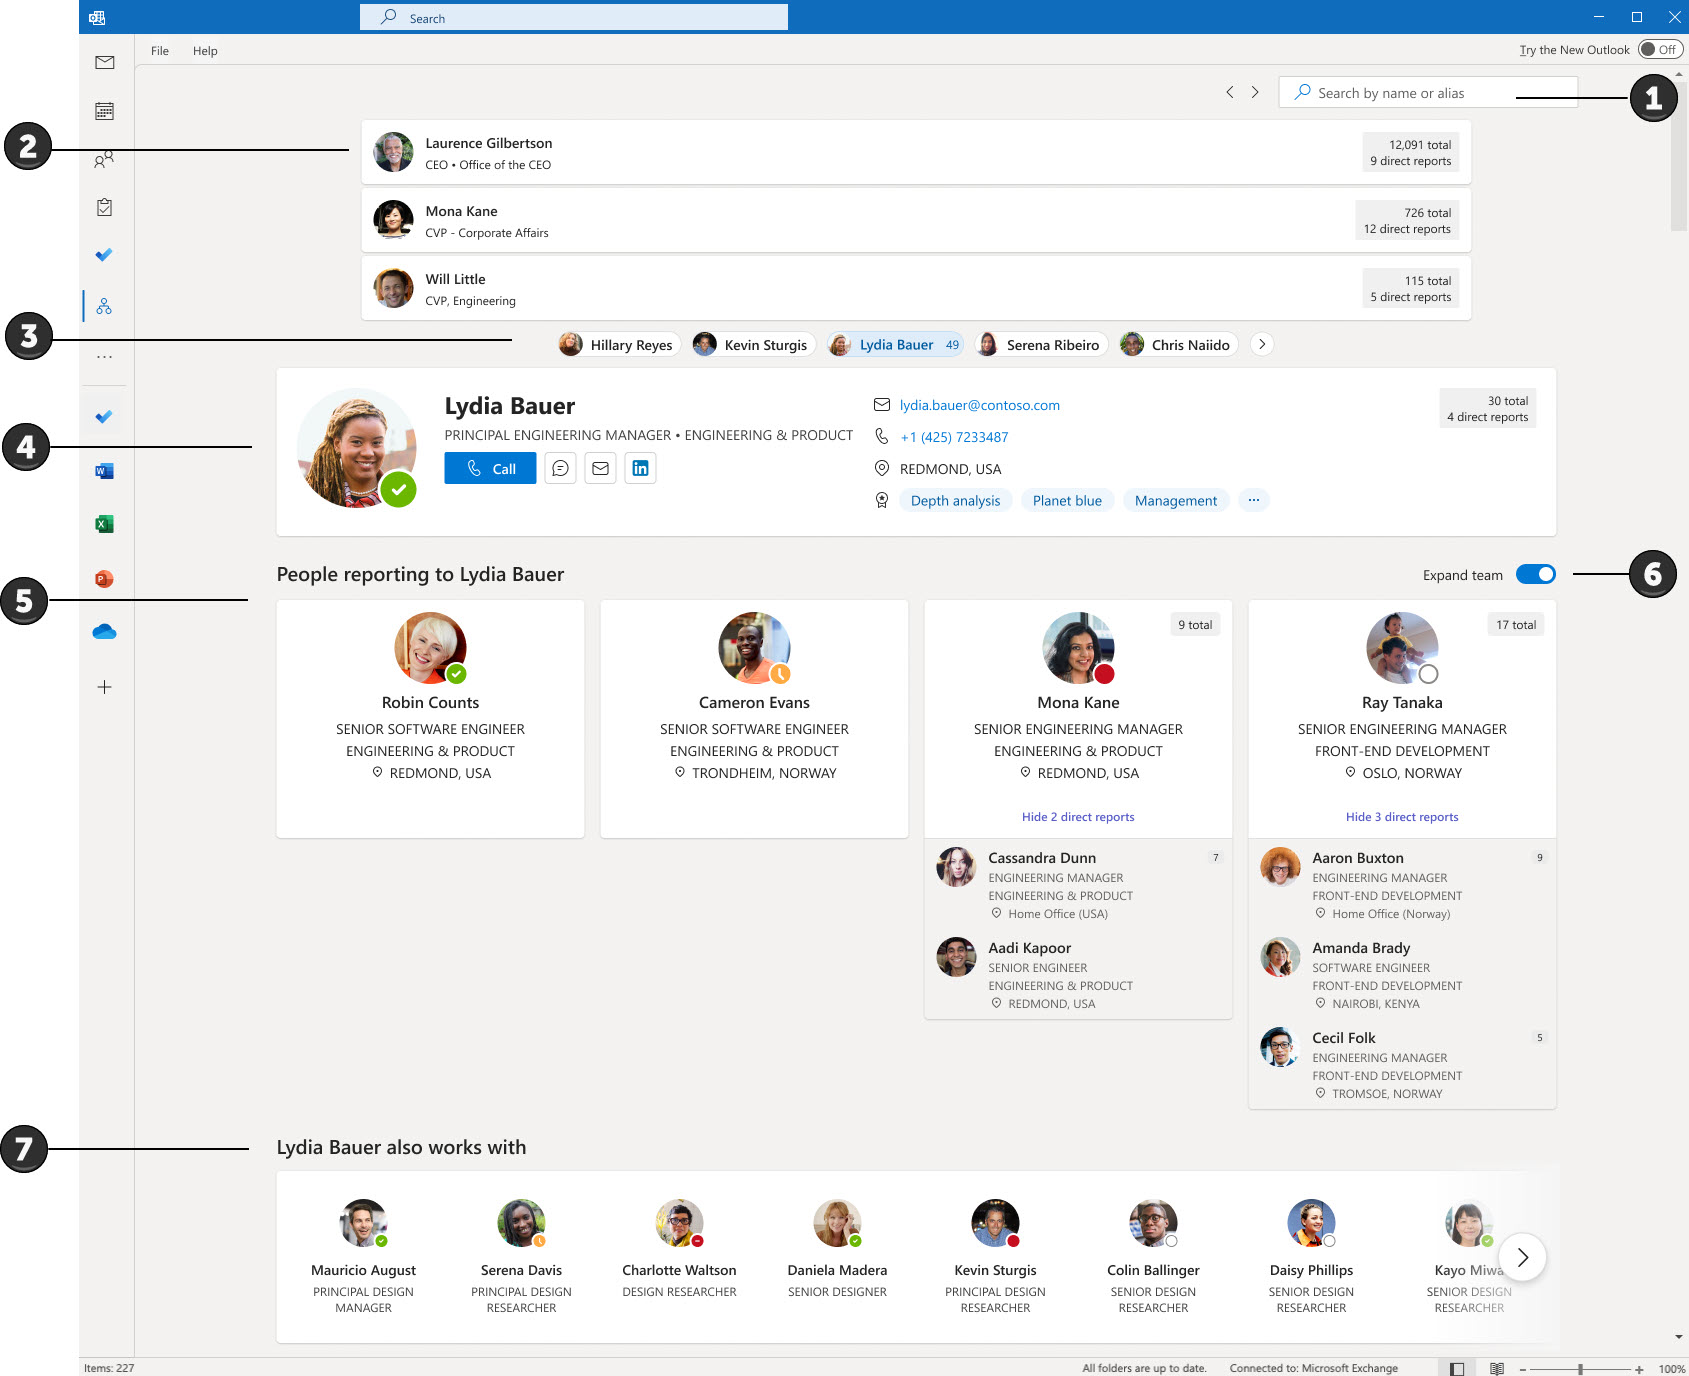 Search
File
Help
Try the New Outlook
Off
Search by name or alias
1
2
Laurence Gilbertson
CEO • Office of the CEO
12,091 total
9 direct reports
Mona Kane
CVP - Corporate Affairs
726 total
12 direct reports
Will Little
CVP, Engineering
115 total
5 direct reports
3
Hillary Reyes
Kevin Sturgis
Lydia Bauer 49
Serena Ribeiro
Chris Naiido
4
Lydia Bauer
PRINCIPAL ENGINEERING MANAGER • ENGINEERING & PRODUCT
Call
lydia.bauer@contoso.com
+1 (425) 7233487
REDMOND, USA
Depth analysis
Planet blue
Management
...
30 total
4 direct reports
5
People reporting to Lydia Bauer
Expand team
6
Robin Counts
SENIOR SOFTWARE ENGINEER
ENGINEERING & PRODUCT
REDMOND, USA
Cameron Evans
SENIOR SOFTWARE ENGINEER
ENGINEERING & PRODUCT
TRONDHEIM, NORWAY
9 total
Mona Kane
SENIOR ENGINEERING MANAGER
ENGINEERING & PRODUCT
REDMOND, USA
Hide 2 direct reports
Cassandra Dunn
7
ENGINEERING MANAGER
ENGINEERING & PRODUCT
Home Office (USA)
Aadi Kapoor
SENIOR ENGINEER
ENGINEERING & PRODUCT
REDMOND, USA
17 total
Ray Tanaka
SENIOR ENGINEERING MANAGER
FRONT-END DEVELOPMENT
OSLO, NORWAY
Hide 3 direct reports
Aaron Buxton
9
ENGINEERING MANAGER
FRONT-END DEVELOPMENT
Home Office (Norway)
Amanda Brady
SOFTWARE ENGINEER
FRONT-END DEVELOPMENT
NAIROBI, KENYA
Cecil Folk
5
ENGINEERING MANAGER
FRONT-END DEVELOPMENT
TROMSOE, NORWAY
7
Lydia Bauer also works with
Mauricio August
PRINCIPAL DESIGN
MANAGER
Serena Davis
PRINCIPAL DESIGN
RESEARCHER
Charlotte Waltson
DESIGN RESEARCHER
Daniela Madera
SENIOR DESIGNER
Kevin Sturgis
PRINCIPAL DESIGN
RESEARCHER
Colin Ballinger
SENIOR DESIGN
RESEARCHER
Daisy Phillips
SENIOR DESIGN
RESEARCHER
Kayo Miwa
SENIOR DESIGN
RESEARCHER
Items: 227
All folders are up to date.
Connected to: Microsoft Exchange
100%